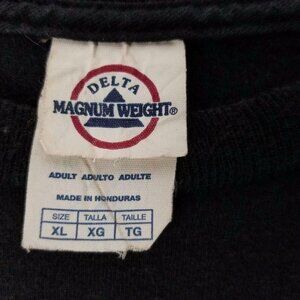 DELTA
MAGNUM WEIGHT®
ADULT ADULTO ADULTE
MADE IN HONDURAS
SIZE TALLA TAILLE
XL XG TG